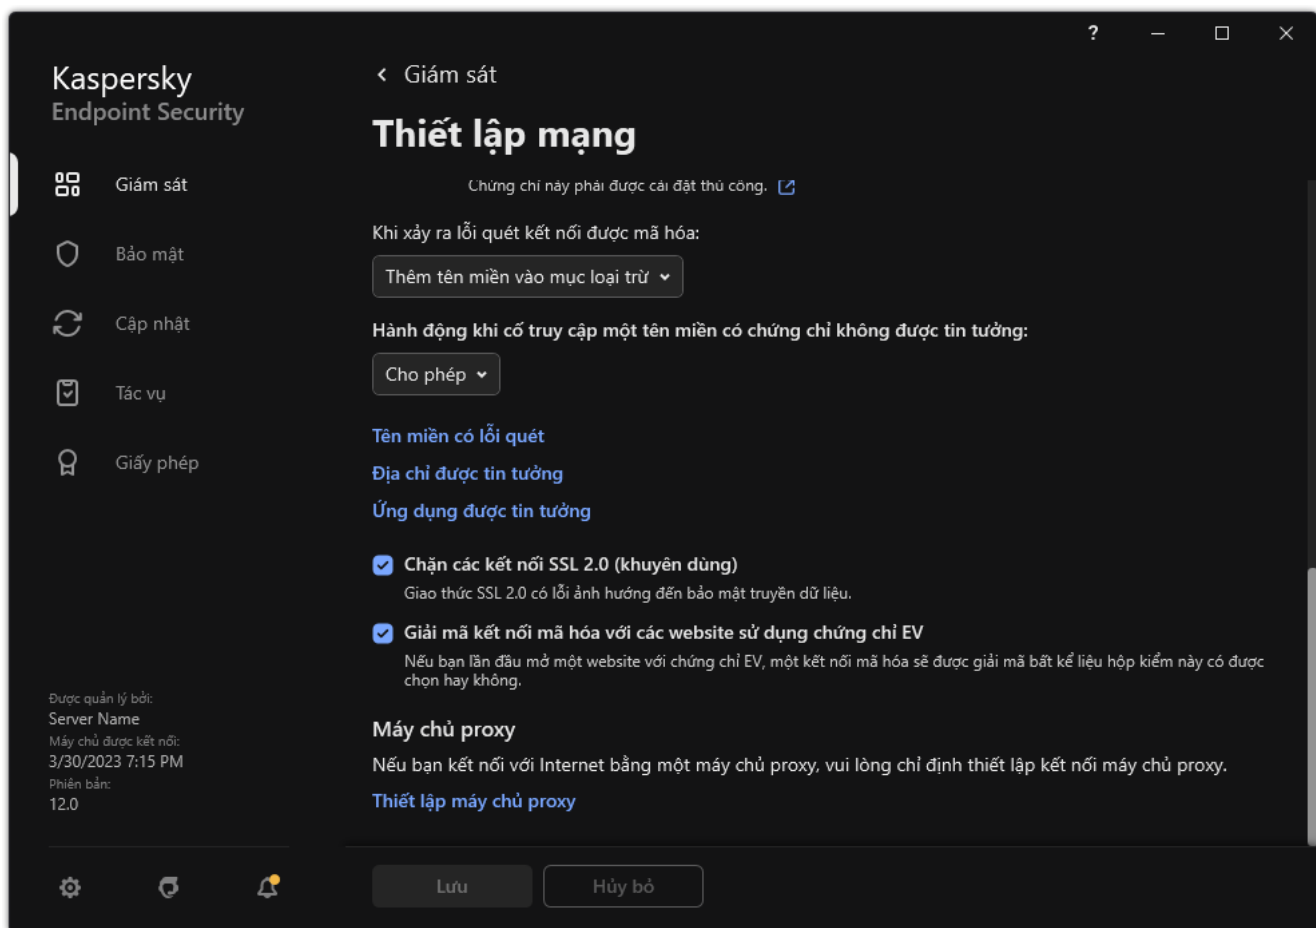 ?
Kaspersky
Endpoint Security
Giám sát
Bảo mật
Cập nhật
Tác vụ
Giấy phép
Được quản lý bởi:
Server Name
Máy chủ được kết nối:
3/30/2023 7:15 PM
Phiên bản:
12.0
Giám sát
Thiết lập mạng
Chứng chỉ này phải được cài đặt thủ công.
Khi xảy ra lỗi quét kết nối được mã hóa:
Thêm tên miền vào mục loại trừ
Hành động khi cố truy cập một tên miền có chứng chỉ không được tin tưởng:
Cho phép
Tên miền có lỗi quét
Địa chỉ được tin tưởng
Ứng dụng được tin tưởng
Chặn các kết nối SSL 2.0 (khuyên dùng)
Giao thức SSL 2.0 có lỗi ảnh hưởng đến bảo mật truyền dữ liệu.
Giải mã kết nối mã hóa với các website sử dụng chứng chỉ EV
Nếu bạn lần đầu mở một website với chứng chỉ EV, một kết nối mã hóa sẽ được giải mã bất kể liệu hộp kiểm này có được
chọn hay không.
Máy chủ proxy
Nếu bạn kết nối với Internet bằng một máy chủ proxy, vui lòng chỉ định thiết lập kết nối máy chủ proxy.
Thiết lập máy chủ proxy
Lưu
Hủy bỏ